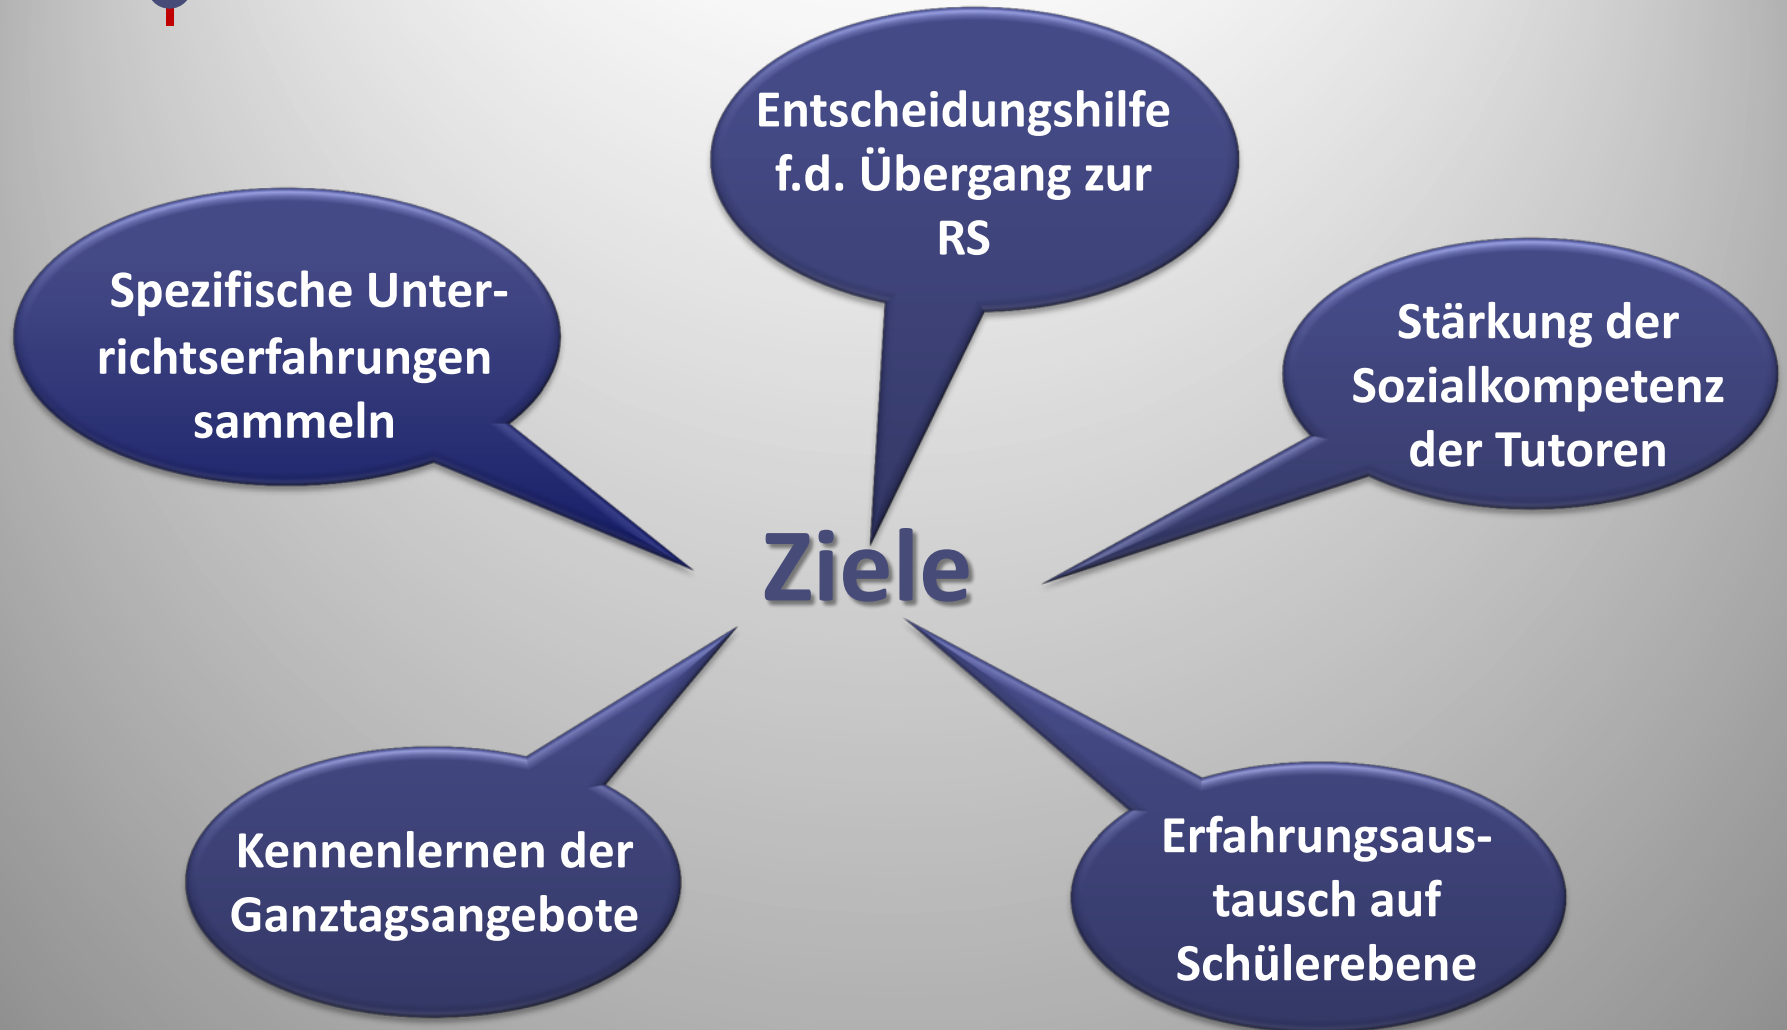 Entscheidungshilfe
f.d. Übergang zur
RS
Spezifische Unter-
richtserfahrungen
sammeln
Stärkung der
Sozialkompetenz
der Tutoren
Ziele
Kennenlernen der
Ganztagsangebote
Erfahrungsaus-
tausch auf
Schülerebene